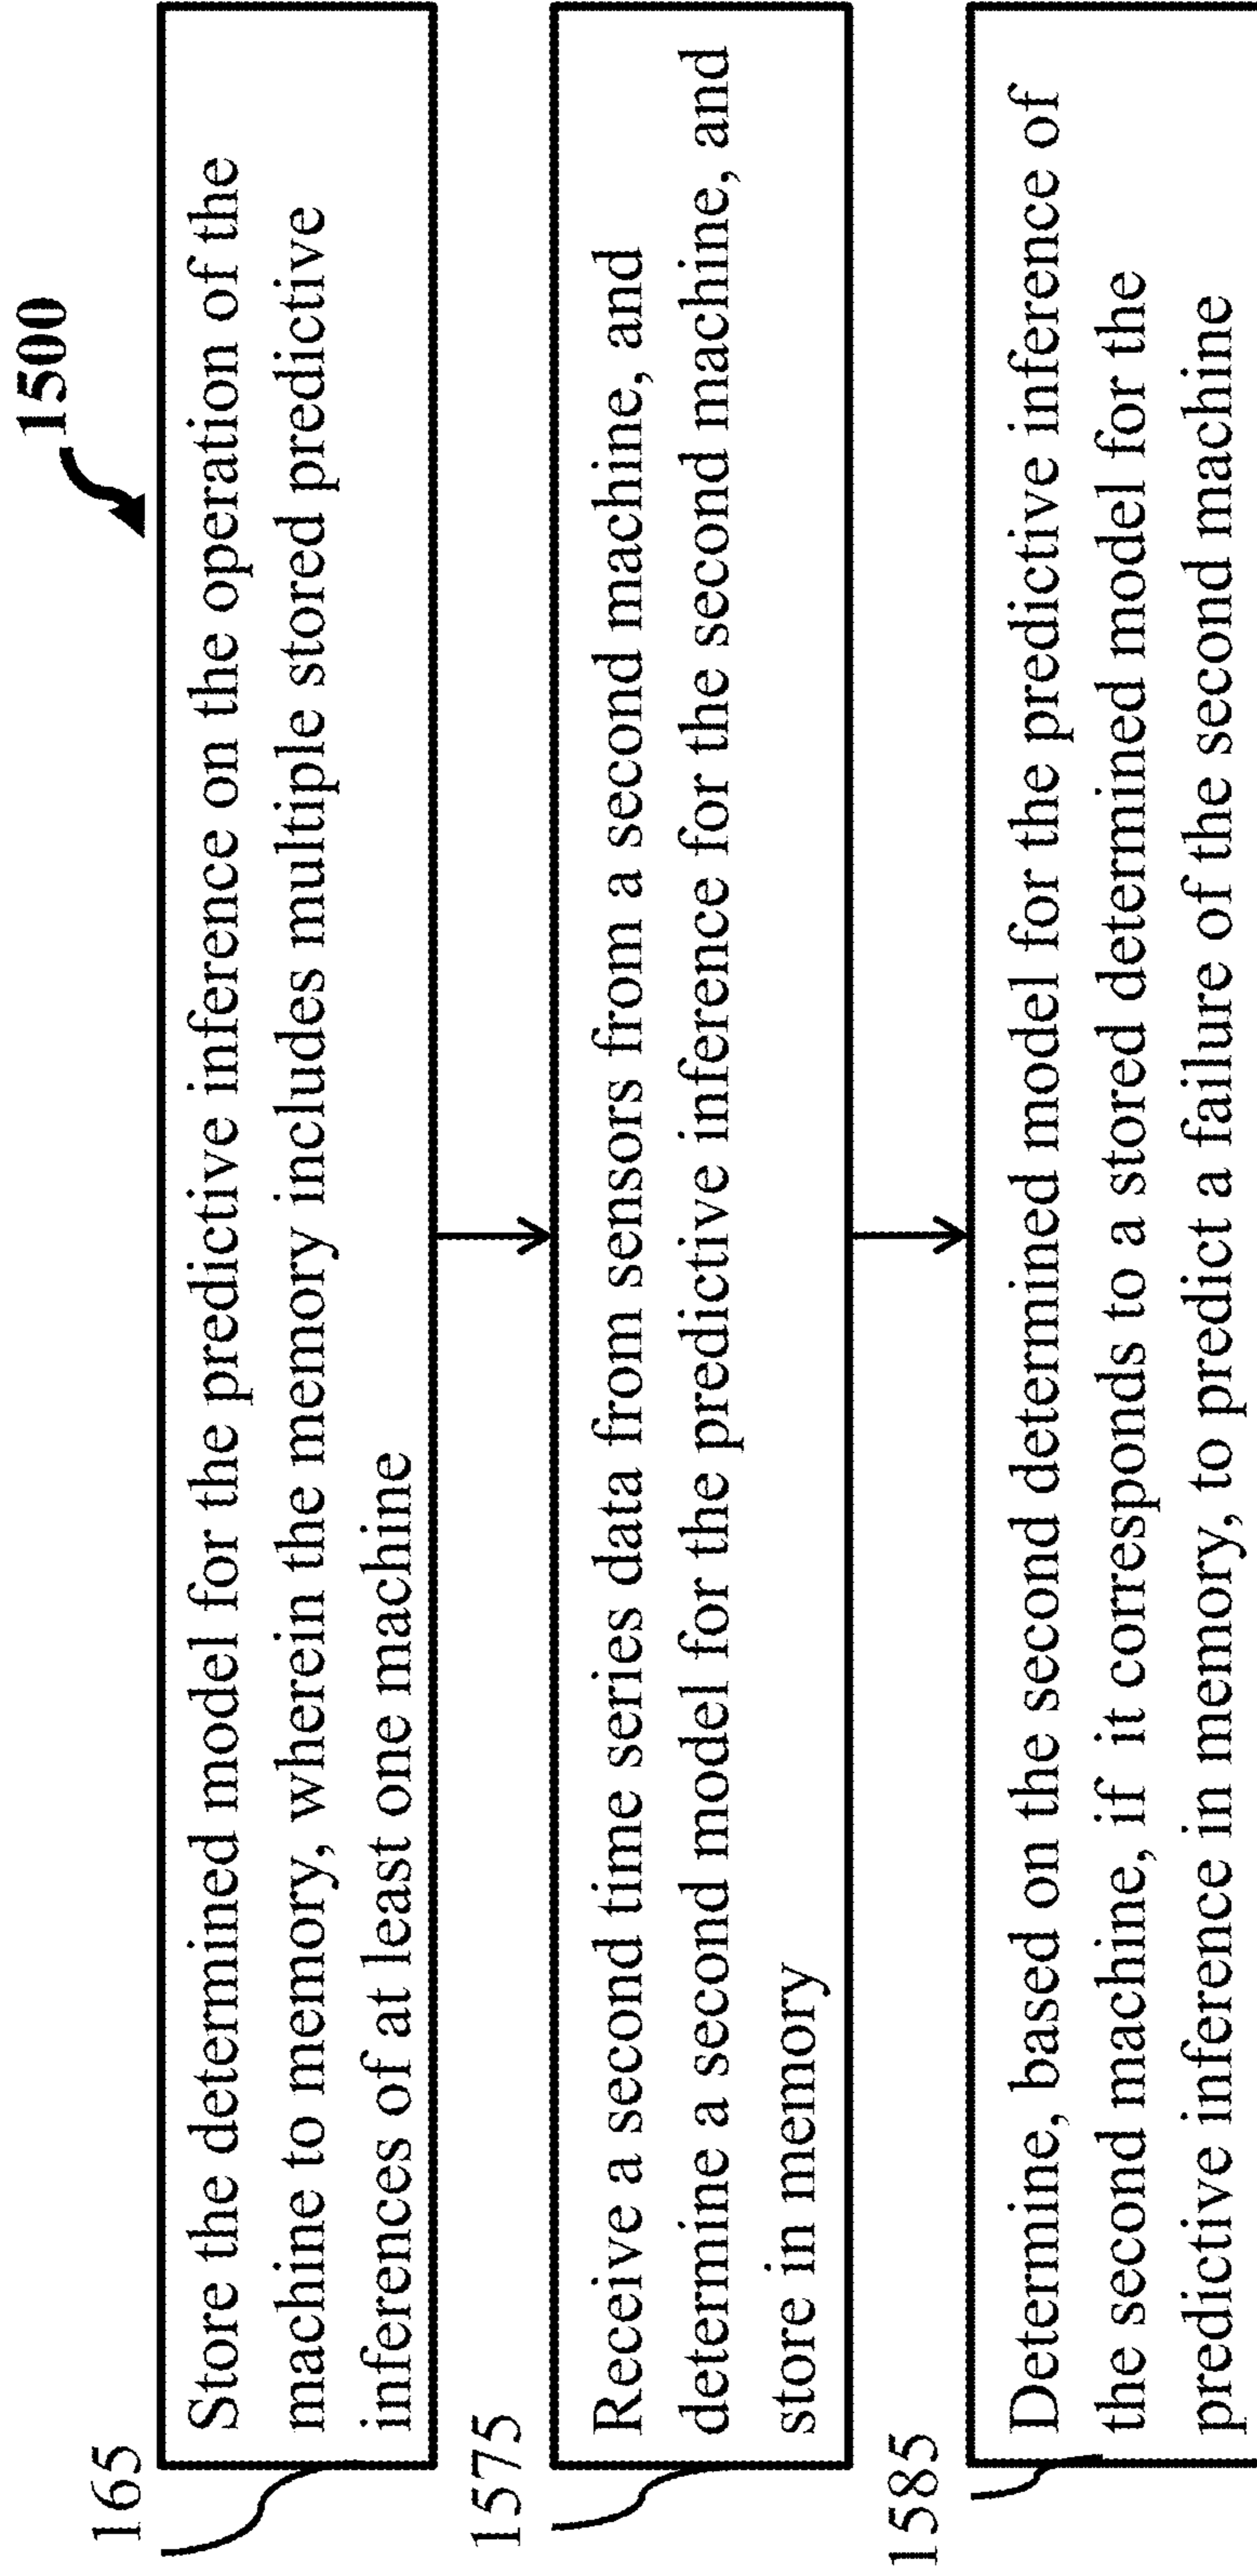 1500
165
Store the determined model for the predictive inference on the operation of the
machine to memory, wherein the memory includes multiple stored predictive
inferences of at least one machine
1575
Receive a second time series data from sensors from a second machine, and
determine a second model for the predictive inference for the second machine, and
store in memory
1585
Determine, based on the second determined model for the predictive inference of
the second machine, if it corresponds to a stored determined model for the
predictive inference in memory, to predict a failure of the second machine